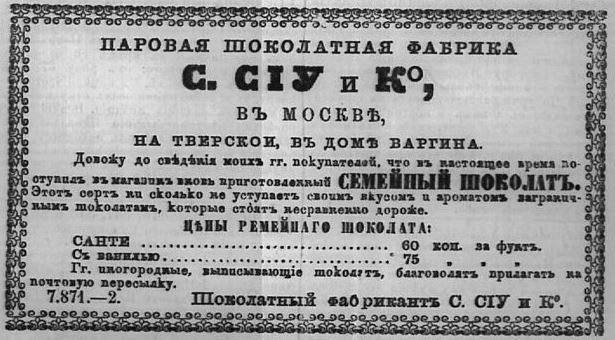 ПАРОВАЯ ШОКОЛАТНАЯ ФАБРИКА
С. СІУ и К⁰,
ВЪ МОСКВѢ,
НА ТВЕРСКОЙ, ВЪ ДОМѢ ВАРГИНА.
Довожу до свѣдѣнія моихъ гг. покупателей, что въ настоящее время по-
ступилъ въ магазинъ вновь приготовленный СЕМЕЙНЫЙ ШОКОЛАТЪ.
Этотъ сортъ ни сколько не уступаетъ своимъ вкусомъ и ароматомъ загранич-
нымъ шоколатамъ, которые стоятъ несравненно дороже.
ЦѢНЫ РЕМЕЙНАГО ШОКОЛАТА:
САНТЕ . . . . . . . . . . . . . . . . . . . . . . . 60 коп. за фунтъ.
Съ ванилью . . . . . . . . . . . . . . . . . . . . 75 „ „ „
Гг. иногородные, выписывающіе шоколатъ, благоволятъ прилагать на
почтовую пересылку.
7.871.—2. Шоколатный фабрикантъ С. СІУ и К⁰.